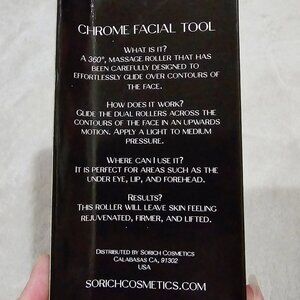 CHROME FACIAL TOOL
WHAT IS IT?
A 360°, MASSAGE ROLLER THAT HAS
BEEN CAREFULLY DESIGNED TO
EFFORTLESSLY GLIDE OVER CONTOURS OF
THE FACE.
HOW DOES IT WORK?
GLIDE THE DUAL ROLLERS ACROSS THE
CONTOURS OF THE FACE IN AN UPWARDS
MOTION. APPLY A LIGHT TO MEDIUM
PRESSURE.
WHERE CAN I USE IT?
IT IS PERFECT FOR AREAS SUCH AS THE
UNDER EYE, LIP, AND FOREHEAD.
RESULTS?
THIS ROLLER WILL LEAVE SKIN FEELING
REJUVENATED, FIRMER, AND LIFTED.
DISTRIBUTED BY SORICH COSMETICS
CALABASAS CA, 91302
USA
SORICHCOSMETICS.COM